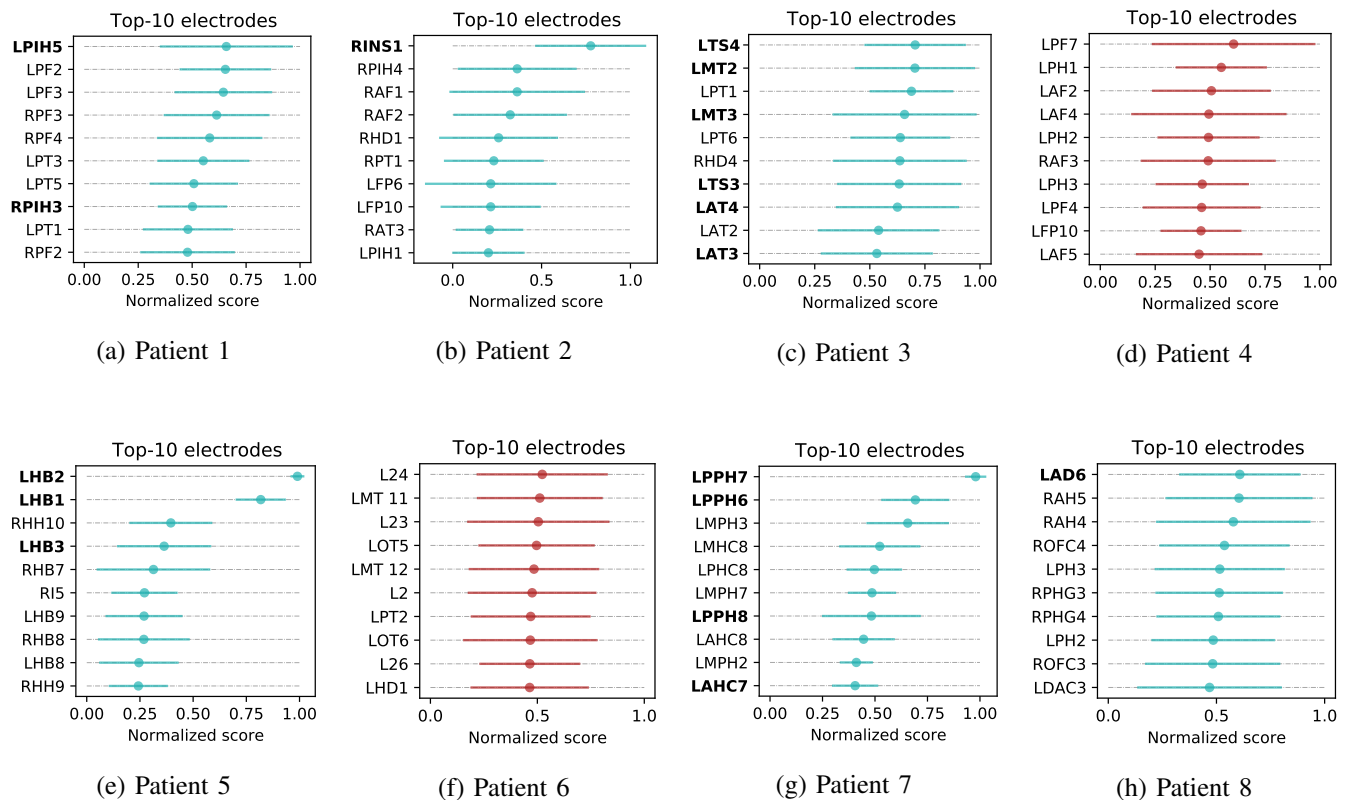 Top-10 electrodes
LPIH5
LPF2
LPF3
RPF3
RPF4
LPT3
LPT5
RPIH3
LPT1
RPF2
0.00 0.25 0.50 0.75 1.00
Normalized score
(a) Patient 1
Top-10 electrodes
RINS1
RPIH4
RAF1
RAF2
RHD1
RPT1
LFP6
LFP10
RAT3
LPIH1
0.0 0.5 1.0
Normalized score
(b) Patient 2
Top-10 electrodes
LTS4
LMT2
LPT1
LMT3
LPT6
RHD4
LTS3
LAT4
LAT2
LAT3
0.00 0.25 0.50 0.75 1.00
Normalized score
(c) Patient 3
Top-10 electrodes
LPF7
LPH1
LAF2
LAF4
LPH2
RAF3
LPH3
LPF4
LFP10
LAF5
0.00 0.25 0.50 0.75 1.00
Normalized score
(d) Patient 4
Top-10 electrodes
LHB2
LHB1
RHH10
LHB3
RHB7
RI5
LHB9
RHB8
LHB8
RHH9
0.00 0.25 0.50 0.75 1.00
Normalized score
(e) Patient 5
Top-10 electrodes
L24
LMT 11
L23
LOT5
LMT 12
L2
LPT2
LOT6
L26
LHD1
0.0 0.5 1.0
Normalized score
(f) Patient 6
Top-10 electrodes
LPPH7
LPPH6
LMPH3
LMHC8
LPHC8
LMPH7
LPPH8
LAHC8
LMPH2
LAHC7
0.00 0.25 0.50 0.75 1.00
Normalized score
(g) Patient 7
Top-10 electrodes
LAD6
RAH5
RAH4
ROFC4
LPH3
RPHG3
RPHG4
LPH2
ROFC3
LDAC3
0.0 0.5 1.0
Normalized score
(h) Patient 8